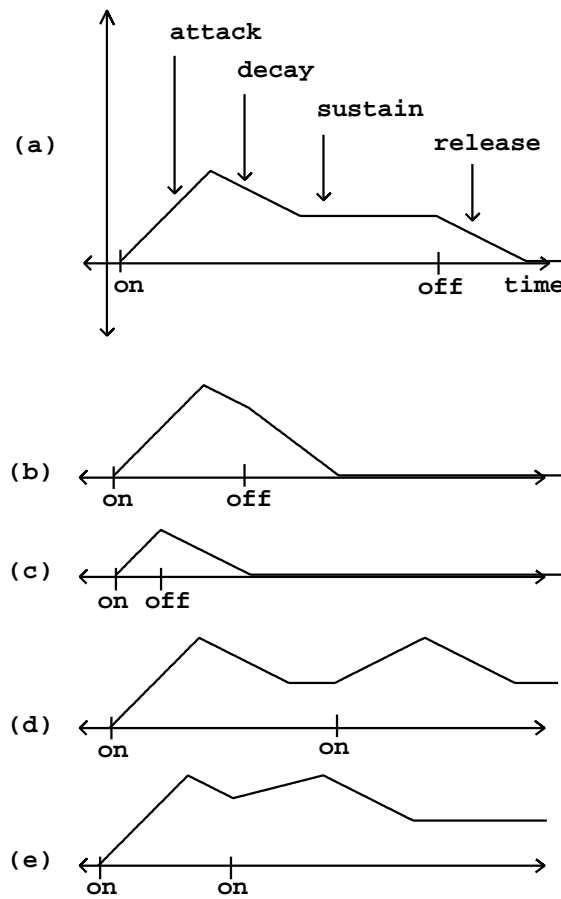 attack
decay
sustain
(a)
release
on
off
time
(b)
on
off
(c)
on off
(d)
on
on
(e)
on
on